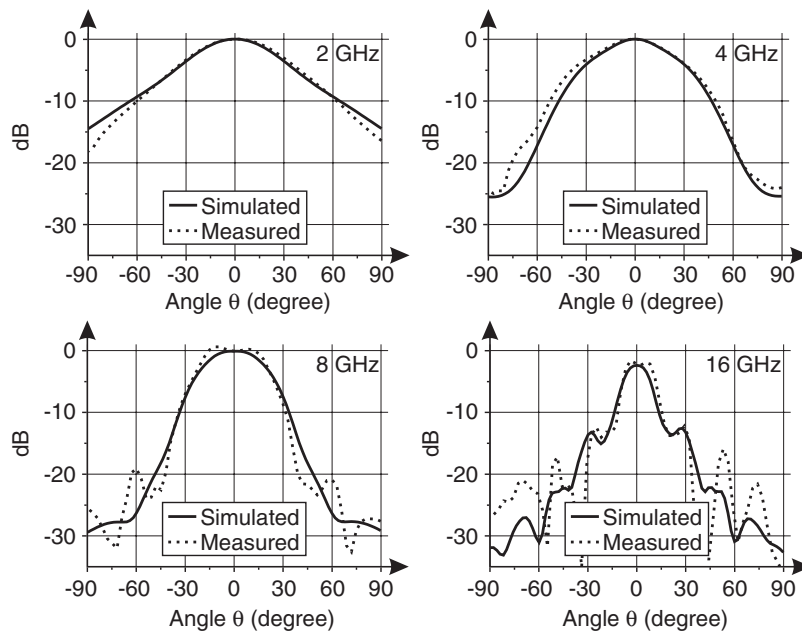 0
-10
-20
-30
dB
2 GHz
Simulated
Measured
-90 -60 -30 0 30 60 90
Angle θ (degree)
0
-10
-20
-30
dB
4 GHz
Simulated
Measured
-90 -60 -30 0 30 60 90
Angle θ (degree)
0
-10
-20
-30
dB
8 GHz
Simulated
Measured
-90 -60 -30 0 30 60 90
Angle θ (degree)
0
-10
-20
-30
dB
16 GHz
Simulated
Measured
-90 -60 -30 0 30 60 90
Angle θ (degree)